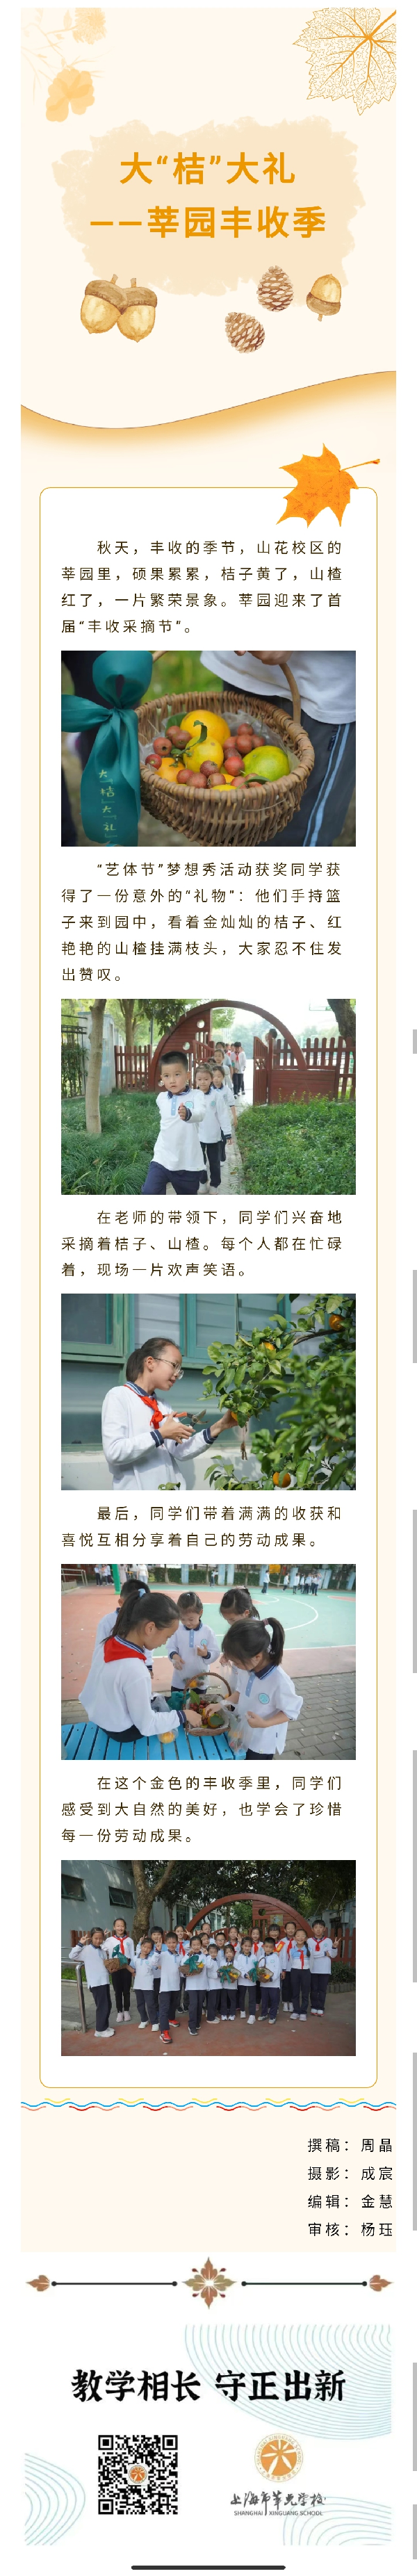 大“桔”大礼
——莘园丰收季
秋天，丰收的季节，山花校区的
莘园里，硕果累累，桔子黄了，山楂
红了，一片繁荣景象。莘园迎来了首
届“丰收采摘节”。
大“桔”大礼
“艺体节”梦想秀活动获奖同学获
得了一份意外的“礼物”：他们手持篮
子来到园中，看着金灿灿的桔子、红
艳艳的山楂挂满枝头，大家忍不住发
出赞叹。
在老师的带领下，同学们兴奋地
采摘着桔子、山楂。每个人都在忙碌
着，现场一片欢声笑语。
最后，同学们带着满满的收获和
喜悦互相分享着自己的劳动成果。
在这个金色的丰收季里，同学们
感受到大自然的美好，也学会了珍惜
每一份劳动成果。
撰稿：周晶
摄影：成宸
编辑：金慧
审核：杨珏
教学相长 守正出新
上海市莘光学校
SHANGHAI XINGUANG SCHOOL